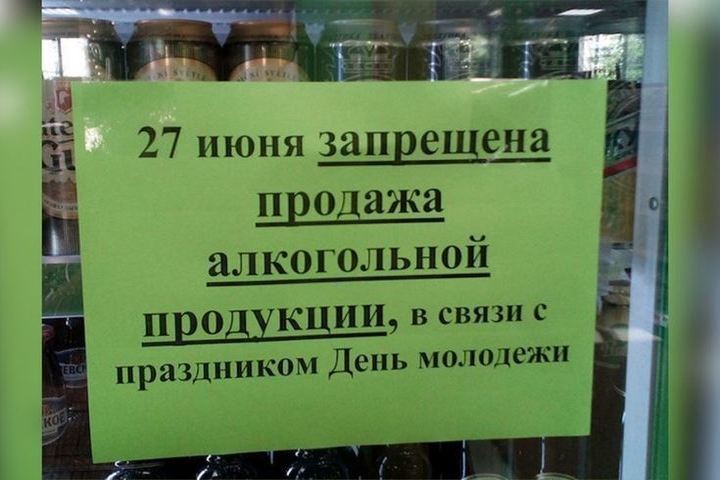 27 июня запрещена
продажа
алкогольной
продукции, в связи с
праздником День молодежи